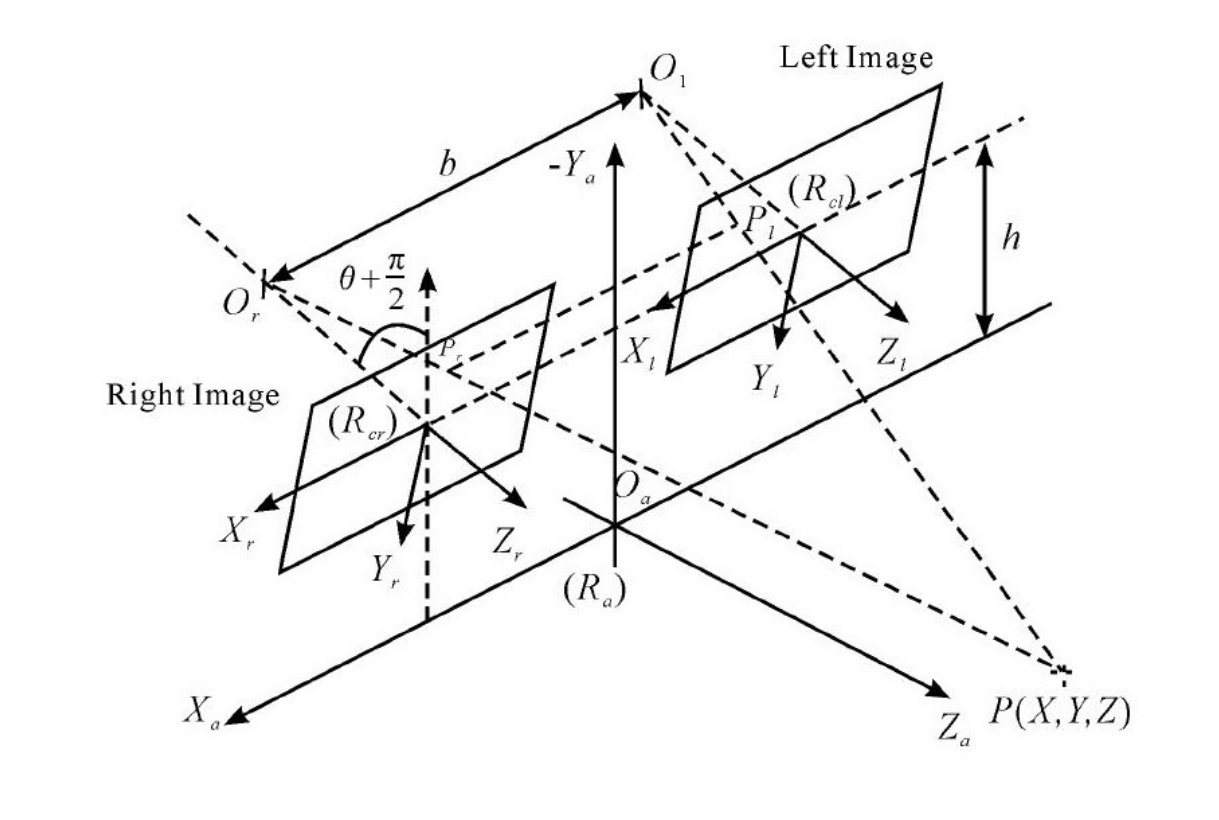 Left Image
O_1
b
-Y_a
(R_cl)
P_l
h
θ+π/2
O_r
P_r
X_l
Y_l
Z_l
Right Image
(R_cr)
O_a
X_r
Y_r
Z_r
(R_a)
X_a
Z_a
P(X,Y,Z)